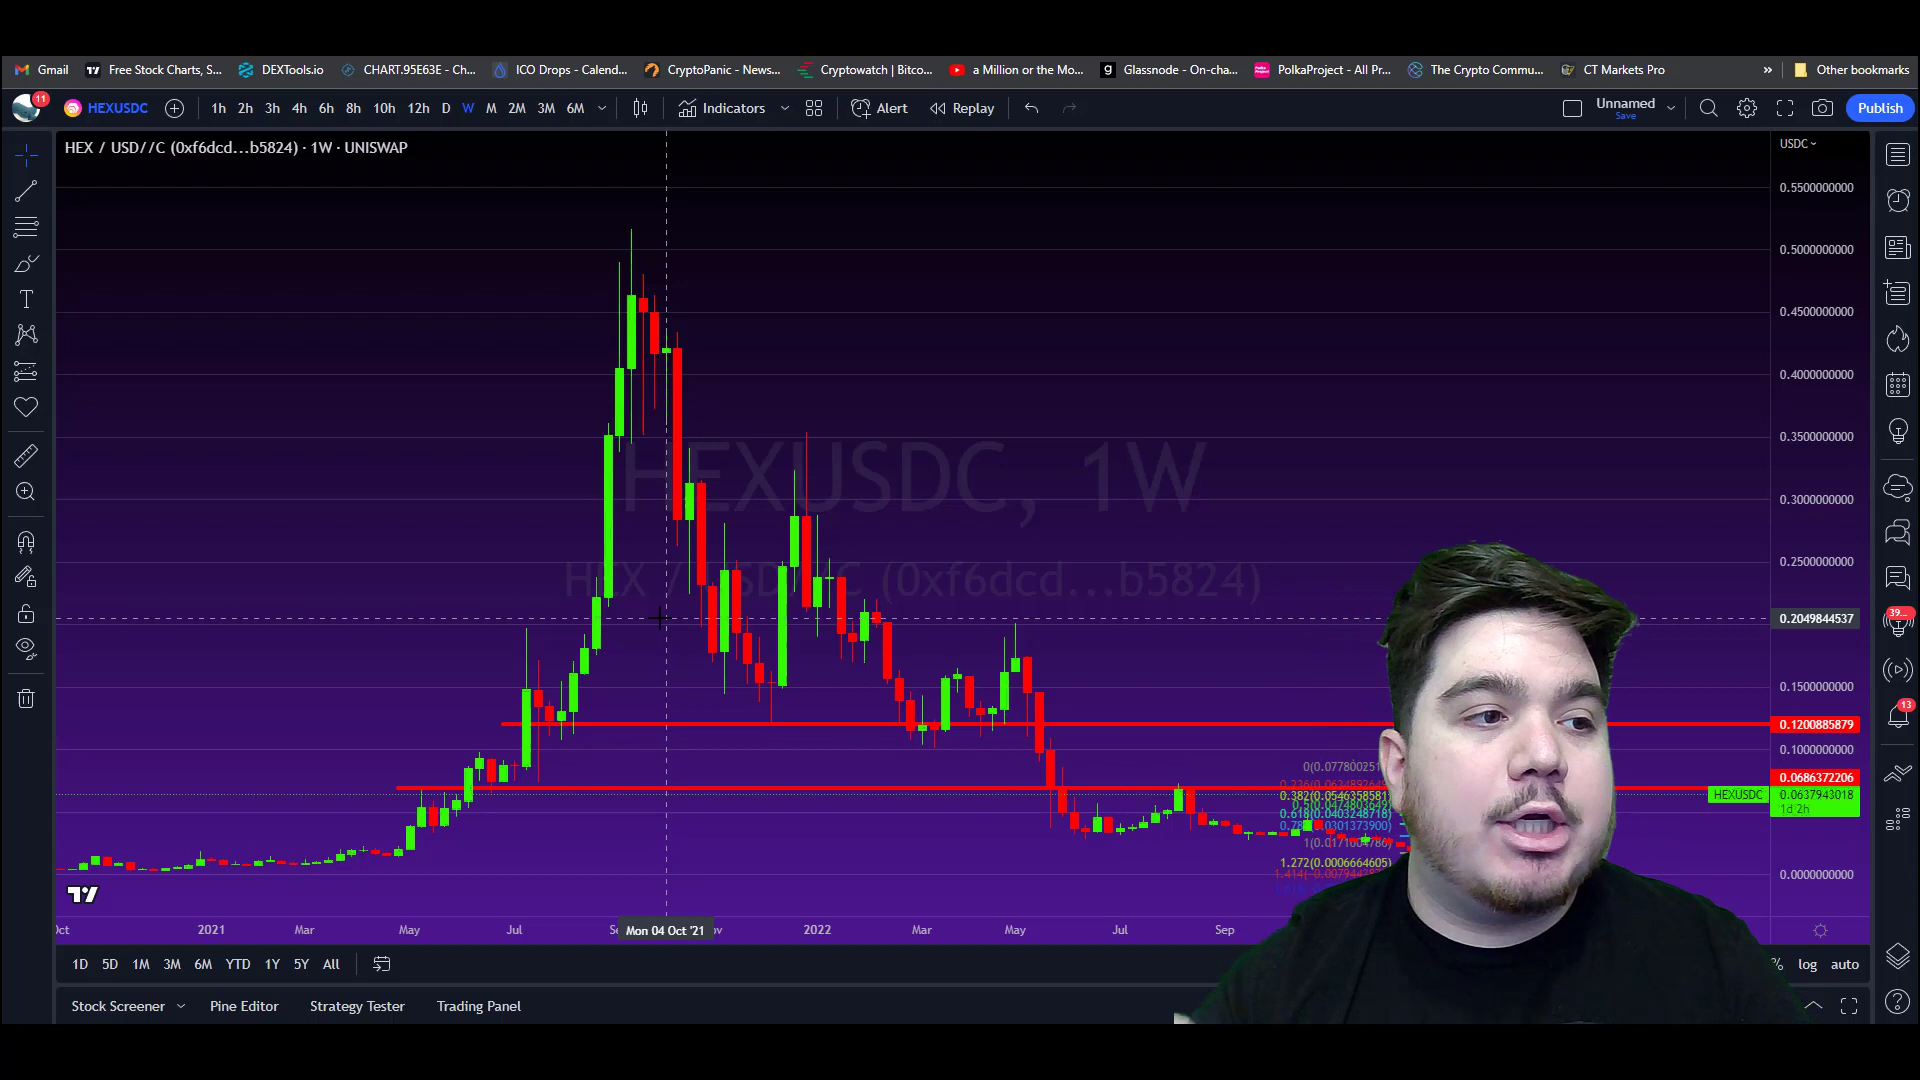 Gmail Free Stock Charts, S... DEXTools.io CHART.95E63E - Ch... ICO Drops - Calend... CryptoPanic - News... Cryptowatch | Bitco... a Million or the Mo... Glassnode - On-cha... PolkaProject - All Pr... The Crypto Commu... CT Markets Pro » Other bookmarks
11 HEXUSDC 1h 2h 3h 4h 6h 8h 10h 12h D W M 2M 3M 6M Indicators Alert Replay Unnamed Save Publish
HEX / USD//C (0xf6dcd...b5824) · 1W · UNISWAP
USDC
0.5500000000
0.5000000000
0.4500000000
0.4000000000
0.3500000000
HEXUSDC, 1W
0.3000000000
0.2500000000
HEX / USD//C (0xf6dcd...b5824)
0.2049844537
39...
0.1500000000
13
0.1200885879
0.1000000000
0.0686372206
HEXUSDC 0.0637943018
1d 2h
0.382(0.0546358581)
0.618(0.0403248718)
1.272(0.0006664605)
0.0000000000
2021 Mar May Jul Mon 04 Oct '21 2022 Mar May Jul Sep
1D 5D 1M 3M 6M YTD 1Y 5Y All % log auto
Stock Screener Pine Editor Strategy Tester Trading Panel